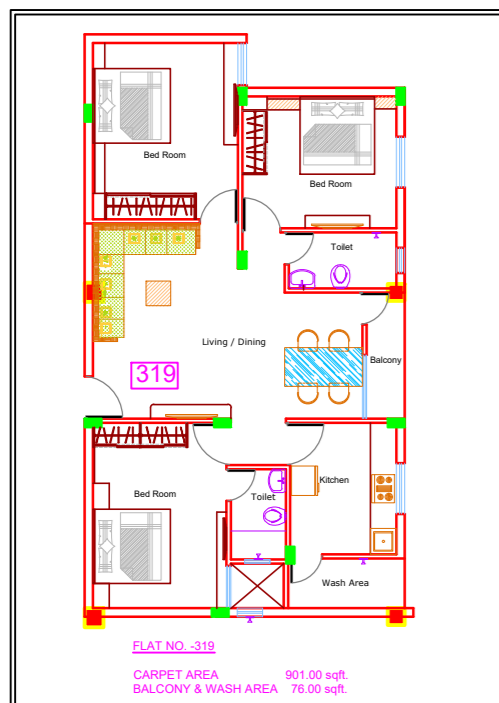 Bed Room
Bed Room
Toilet
Living / Dining
Balcony
319
Bed Room
Toilet
Kitchen
Wash Area
FLAT NO. -319
CARPET AREA 901.00 sqft.
BALCONY & WASH AREA 76.00 sqft.